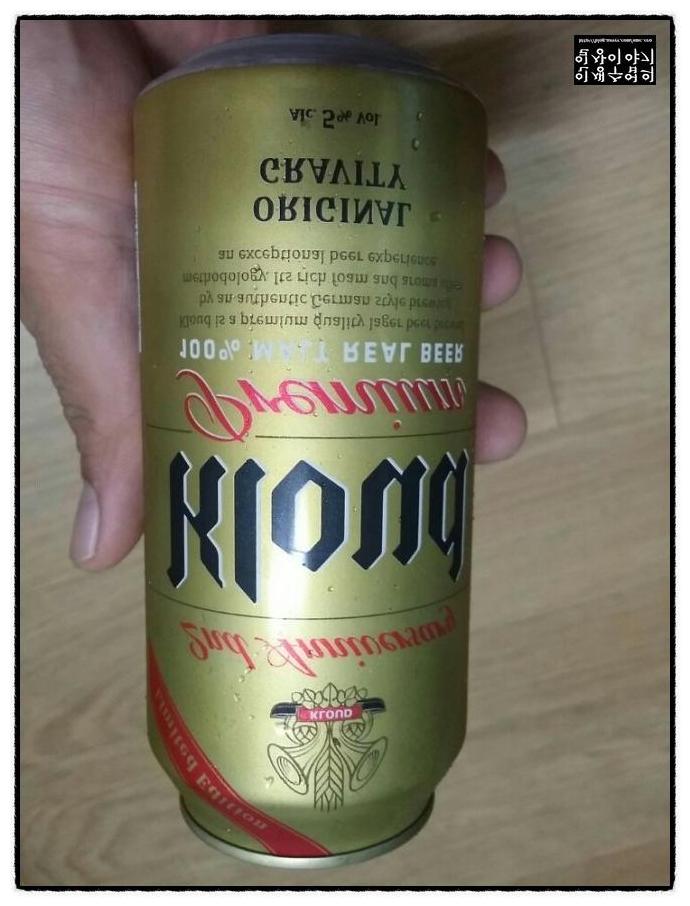 Limited Edition
KLOUD
2nd Anniversary
Kloud
Premium
100% MALT REAL BEER
Kloud is a premium quality lager beer brewed
by an authentic German style brewing
methodology. Its rich foam and aroma offer
an exceptional beer experience.
ORIGINAL
GRAVITY
Alc. 5% Vol.